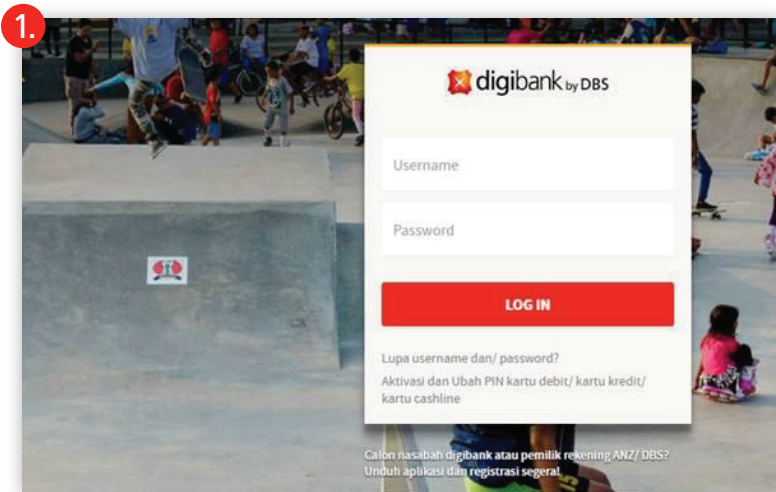 1.
digibank by DBS
Username
Password
LOG IN
Lupa username dan/ password?
Aktivasi dan Ubah PIN kartu debit/ kartu kredit/
kartu cashline
Calon nasabah digibank atau pemilik rekening ANZ/ DBS?
Unduh aplikasi dan registrasi segera!